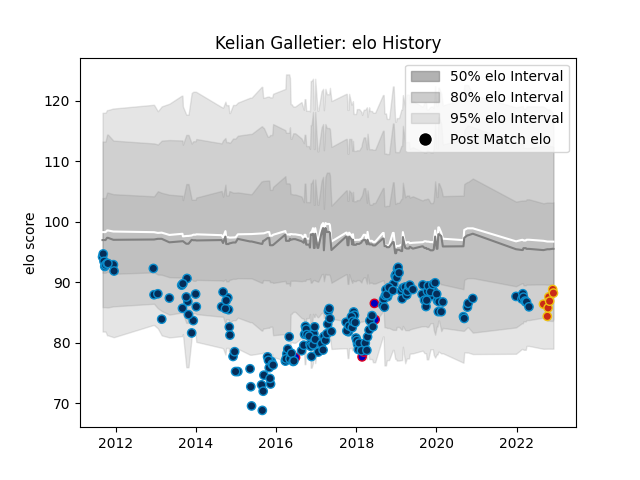 Kelian Galletier: elo History
50% elo Interval
80% elo Interval
95% elo Interval
Post Match elo
elo score
120
110
100
90
80
70
2012
2014
2016
2018
2020
2022